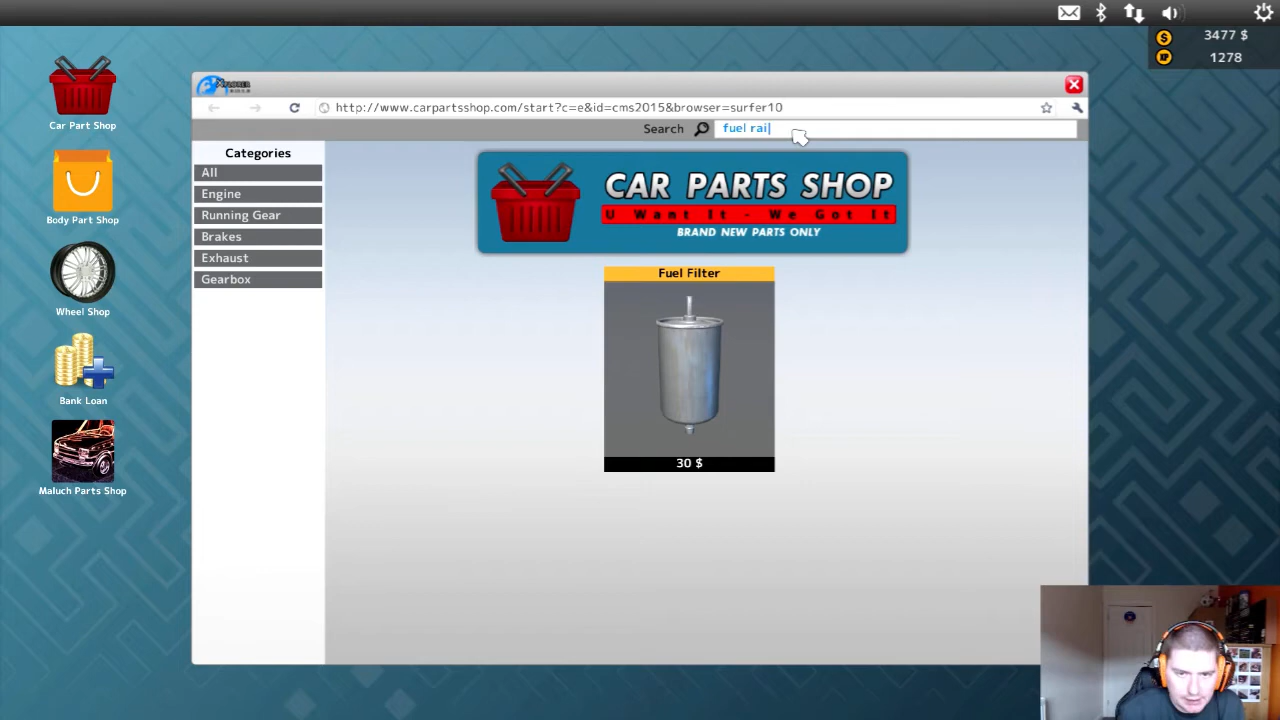 3477 $
1278
Car Part Shop
Body Part Shop
Wheel Shop
Bank Loan
Maluch Parts Shop
http://www.carpartsshop.com/start?c=e&id=cms2015&browser=surfer10
Search
fuel rai
Categories
All
Engine
Running Gear
Brakes
Exhaust
Gearbox
CAR PARTS SHOP
U Want It - We Got It
BRAND NEW PARTS ONLY
Fuel Filter
30 $